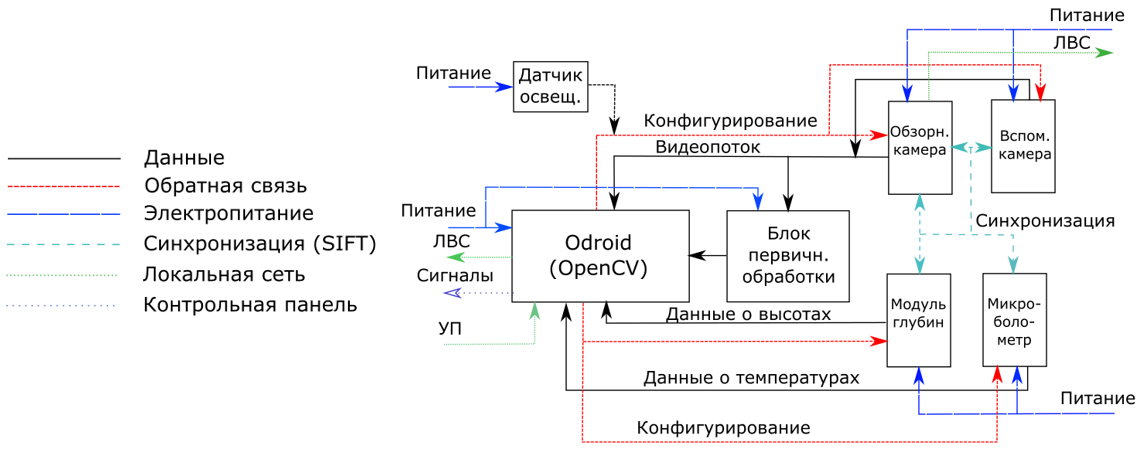 Питание
ЛВС
Питание
Датчик
освещ.
Конфигурирование
Обзорн.
камера
Вспом.
камера
Видеопоток
Данные
Обратная связь
Электропитание
Синхронизация (SIFT)
Локальная сеть
Контрольная панель
Питание
ЛВС
Сигналы
УП
Odroid
(OpenCV)
Блок
первичн.
обработки
Синхронизация
Модуль
глубин
Микро-
боло-
метр
Данные о высотах
Данные о температурах
Питание
Конфигурирование